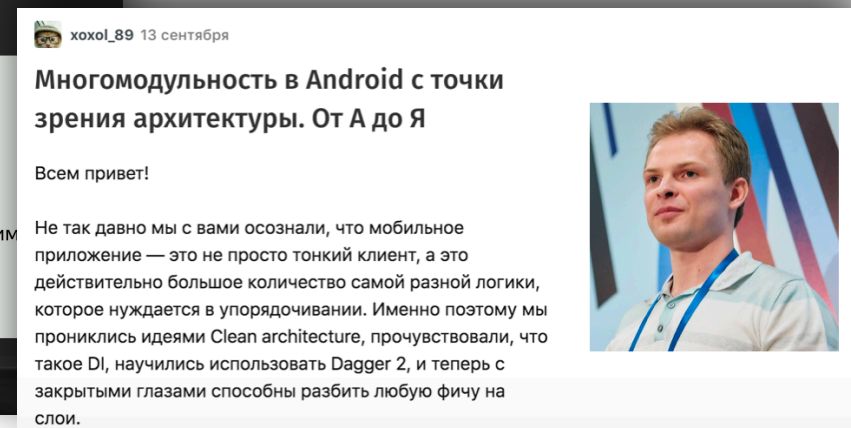 xoxol_89 13 сентября
Многомодульность в Android с точки
зрения архитектуры. От А до Я
Всем привет!
Не так давно мы с вами осознали, что мобильное
приложение — это не просто тонкий клиент, а это
действительно большое количество самой разной логики,
которое нуждается в упорядочивании. Именно поэтому мы
прониклись идеями Clean architecture, прочувствовали, что
такое DI, научились использовать Dagger 2, и теперь с
закрытыми глазами способны разбить любую фичу на
слои.